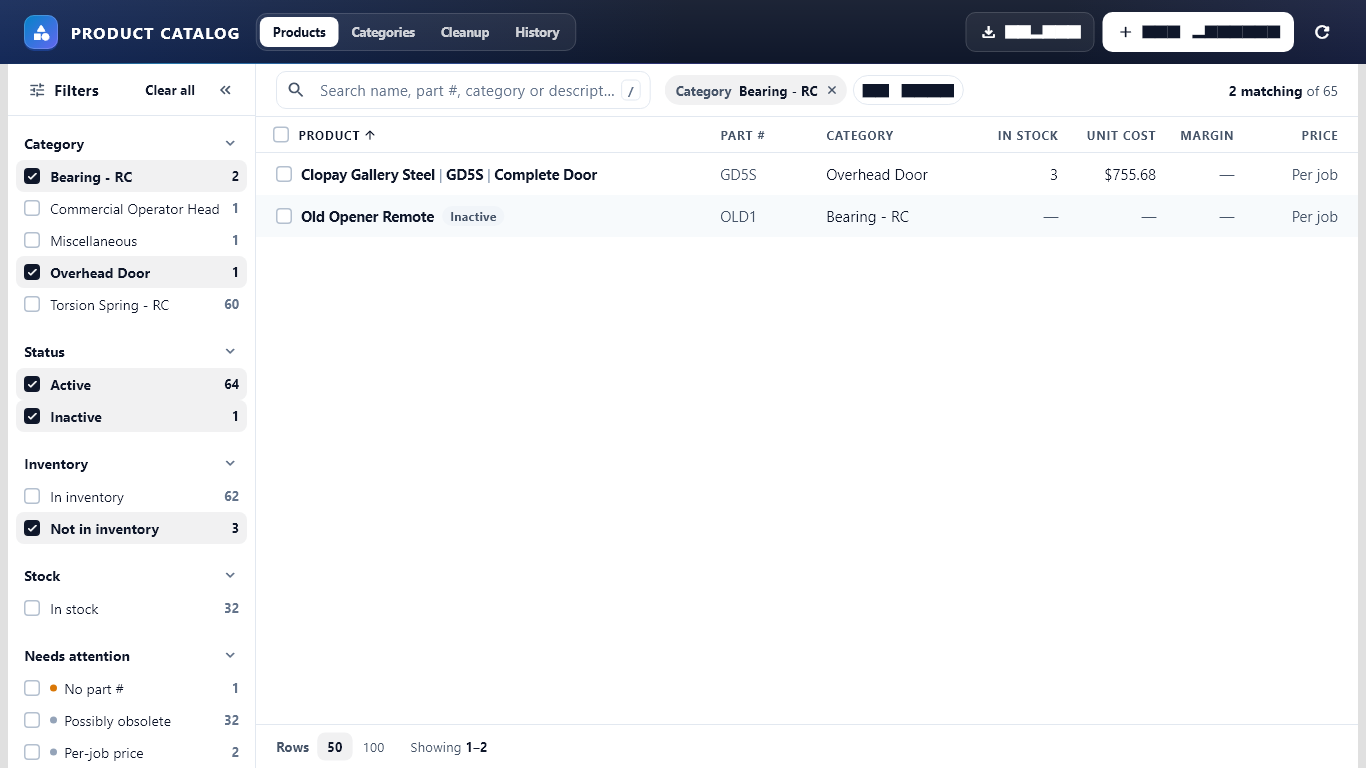 PRODUCT CATALOG Products Categories Cleanup History
Filters Clear all
Search name, part #, category or descript... /
Category Bearing - RC ×
2 matching of 65
Category
Bearing - RC 2
Commercial Operator Head 1
Miscellaneous 1
Overhead Door 1
Torsion Spring - RC 60
Status
Active 64
Inactive 1
Inventory
In inventory 62
Not in inventory 3
Stock
In stock 32
Needs attention
No part # 1
Possibly obsolete 32
Per-job price 2
PRODUCT PART # CATEGORY IN STOCK UNIT COST MARGIN PRICE
Clopay Gallery Steel | GD5S | Complete Door GD5S Overhead Door 3 $755.68 — Per job
Old Opener Remote Inactive OLD1 Bearing - RC — — — Per job
Rows 50 100 Showing 1–2